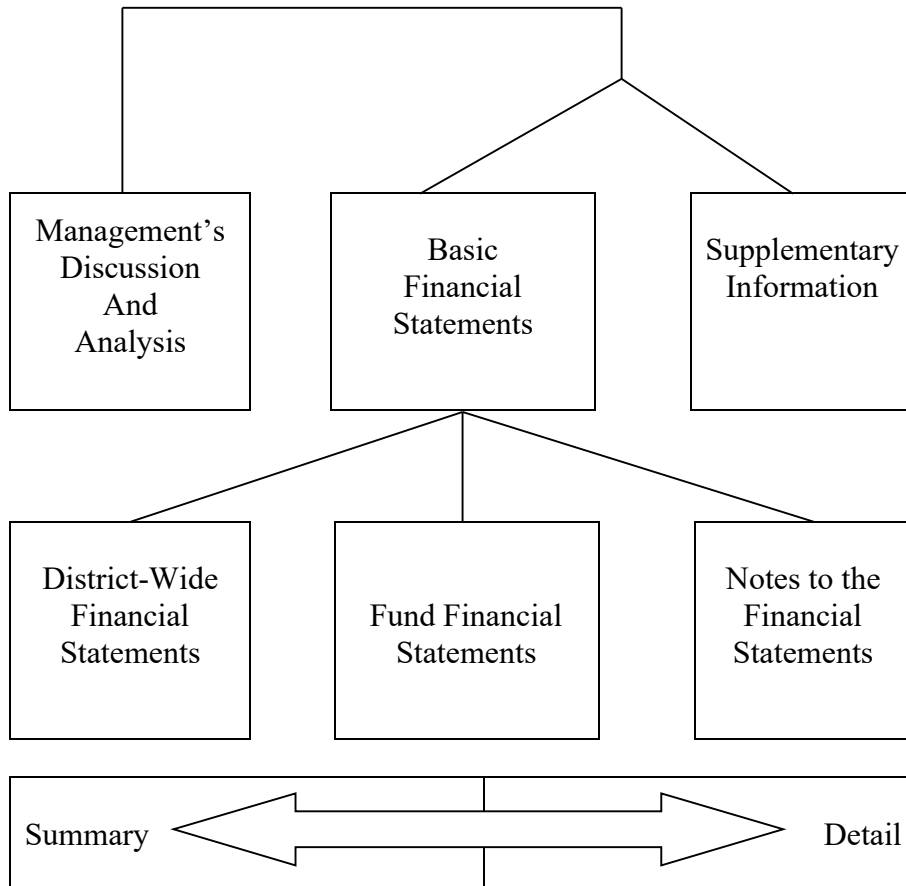 Management’s
Discussion
And
Analysis
Basic
Financial
Statements
Supplementary
Information
District-Wide
Financial
Statements
Fund Financial
Statements
Notes to the
Financial
Statements
Summary
Detail